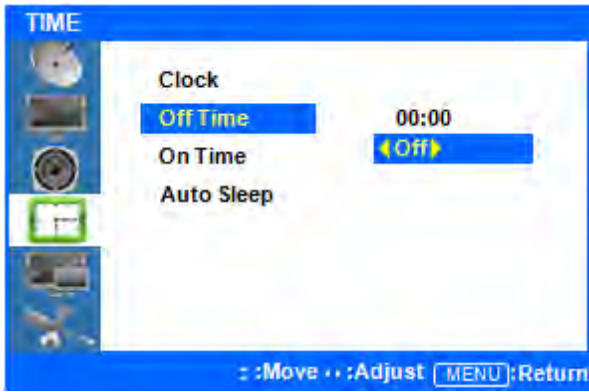 TIME
Clock
Off Time 00:00
Off
On Time
Auto Sleep
:Move :Adjust MENU:Return